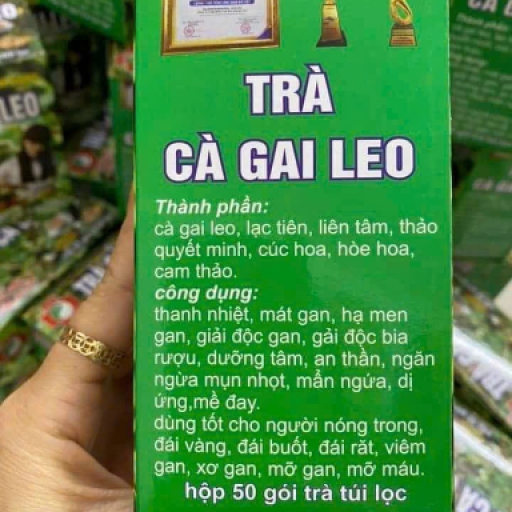 TRÀ
CÀ GAI LEO
Thành phần:
cà gai leo, lạc tiên, liên tâm, thảo
quyết minh, cúc hoa, hòe hoa,
cam thảo.
công dụng:
thanh nhiệt, mát gan, hạ men
gan, giải độc gan, gải độc bia
rượu, dưỡng tâm, an thần, ngăn
ngừa mụn nhọt, mẩn ngứa, dị
ứng,mề đay.
dùng tốt cho người nóng trong,
đái vàng, đái buốt, đái rắt, viêm
gan, xơ gan, mỡ gan, mỡ máu.
hộp 50 gói trà túi lọc
LEO
CÀ G